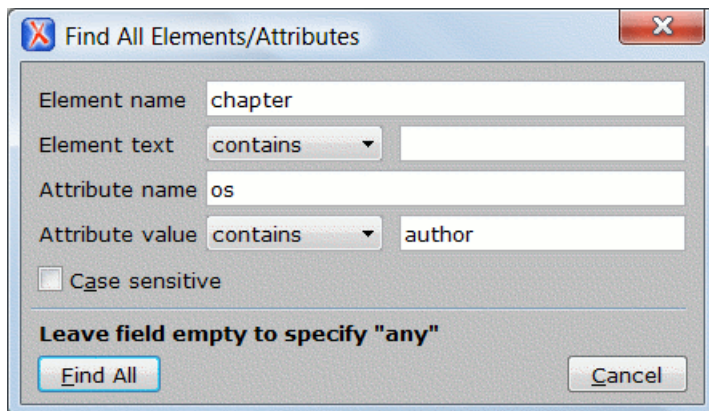 Find All Elements/Attributes
Element name chapter
Element text contains
Attribute name os
Attribute value contains author
Case sensitive
Leave field empty to specify "any"
Find All Cancel